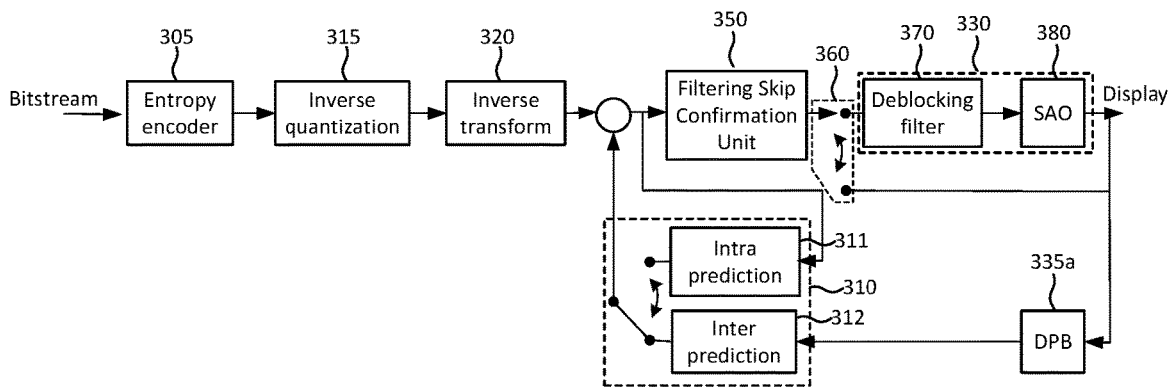 305
315
320
350
360
370
330
380
Bitstream
Entropy
encoder
Inverse
quantization
Inverse
transform
Filtering Skip
Confirmation
Unit
Deblocking
filter
SAO
Display
Intra
prediction
311
310
Inter
prediction
312
335a
DPB